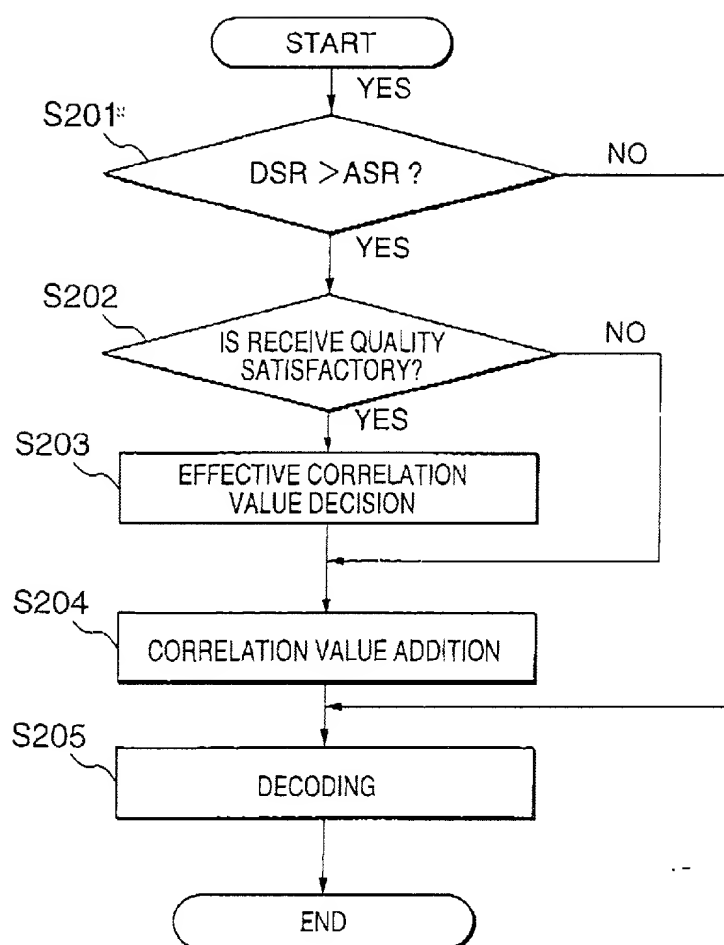 START
YES
S201
DSR > ASR ?
NO
YES
S202
IS RECEIVE QUALITY
SATISFACTORY?
NO
YES
S203
EFFECTIVE CORRELATION
VALUE DECISION
S204
CORRELATION VALUE ADDITION
S205
DECODING
END